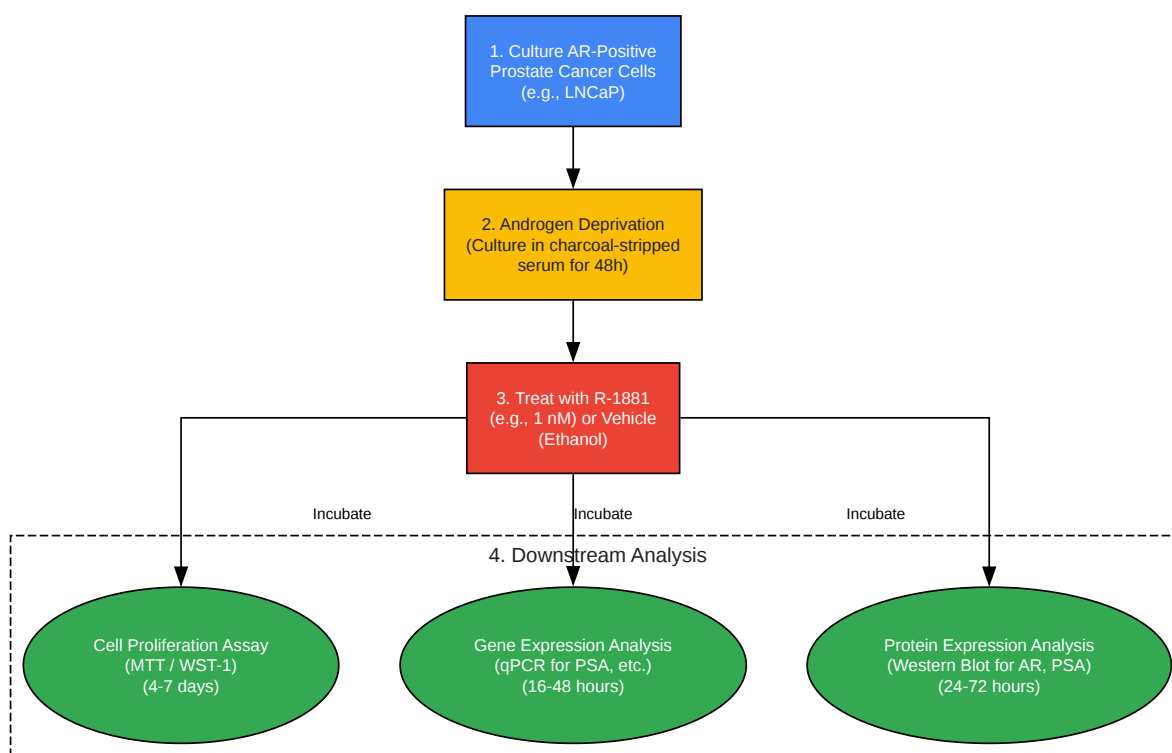 1. Culture AR-Positive
Prostate Cancer Cells
(e.g., LNCaP)
2. Androgen Deprivation
(Culture in charcoal-stripped
serum for 48h)
3. Treat with R-1881
(e.g., 1 nM) or Vehicle
(Ethanol)
Incubate
Incubate
Incubate
4. Downstream Analysis
Cell Proliferation Assay
(MTT / WST-1)
(4-7 days)
Gene Expression Analysis
(qPCR for PSA, etc.)
(16-48 hours)
Protein Expression Analysis
(Western Blot for AR, PSA)
(24-72 hours)